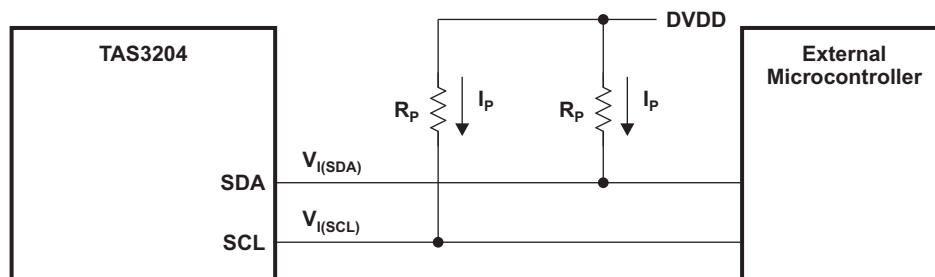 DVDD
TAS3204
External
Microcontroller
R_P
I_P
R_P
I_P
V_I(SDA)
SDA
V_I(SCL)
SCL